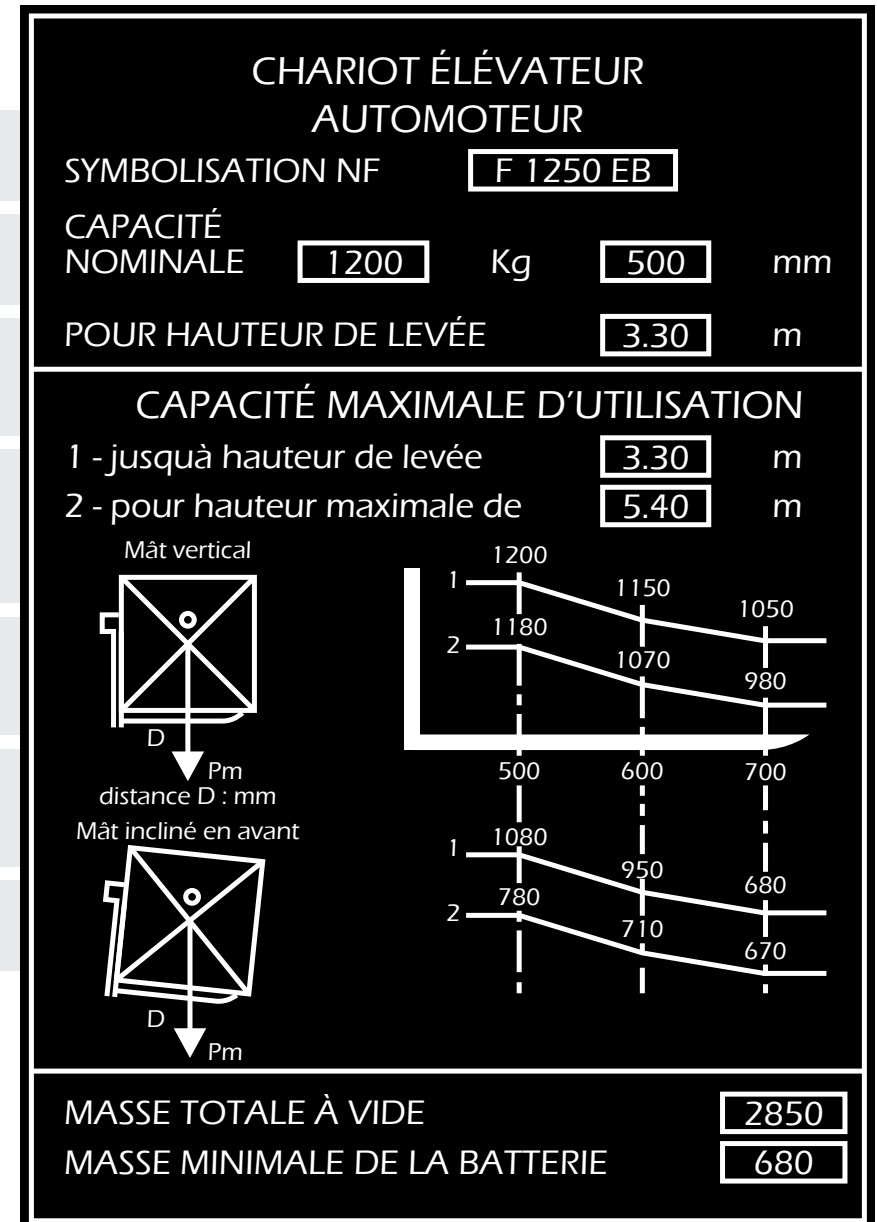 CHARIOT ÉLÉVATEUR
AUTOMOTEUR
SYMBOLISATION NF F 1250 EB
CAPACITÉ
NOMINALE 1200 Kg 500 mm
POUR HAUTEUR DE LEVÉE 3.30 m
CAPACITÉ MAXIMALE D'UTILISATION
1 - jusquà hauteur de levée 3.30 m
2 - pour hauteur maximale de 5.40 m
Mât vertical
D
Pm
distance D : mm
1200
1 1150 1050
1180
2 1070 980
500 600 700
Mât incliné en avant
D
Pm
1080
1 950 680
780
2 710 670
MASSE TOTALE À VIDE 2850
MASSE MINIMALE DE LA BATTERIE 680